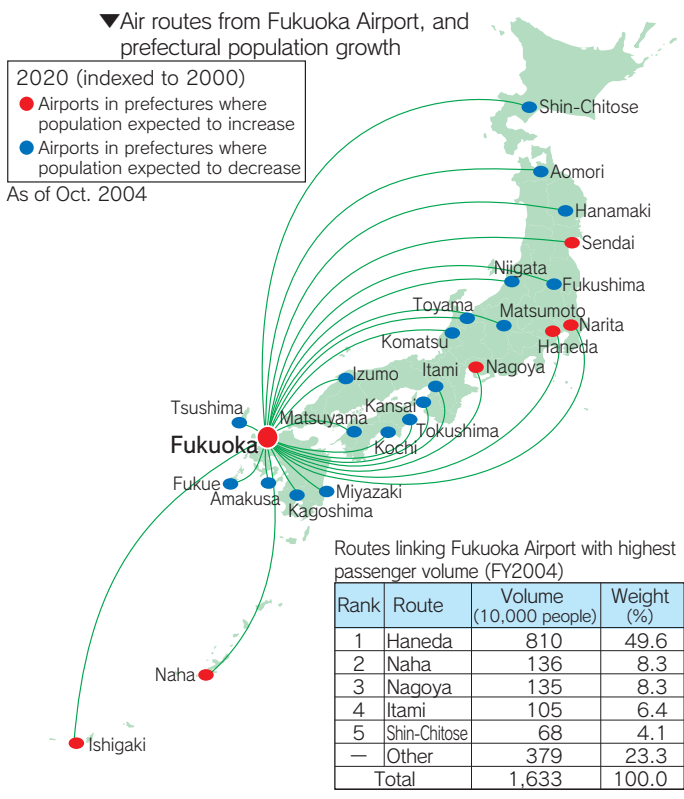 ▼Air routes from Fukuoka Airport, and
prefectural population growth
2020 (indexed to 2000)
Airports in prefectures where
population expected to increase
Airports in prefectures where
population expected to decrease
As of Oct. 2004
Shin-Chitose
Aomori
Hanamaki
Sendai
Niigata
Fukushima
Toyama
Matsumoto
Narita
Komatsu
Haneda
Izumo
Itami
Nagoya
Tsushima
Matsuyama
Kansai
Fukuoka
Kochi
Tokushima
Fukue
Amakusa
Miyazaki
Kagoshima
Naha
Ishigaki
Routes linking Fukuoka Airport with highest
passenger volume (FY2004)
Rank Route Volume (10,000 people) Weight (%)
1 Haneda 810 49.6
2 Naha 136 8.3
3 Nagoya 135 8.3
4 Itami 105 6.4
5 Shin-Chitose 68 4.1
— Other 379 23.3
Total 1,633 100.0